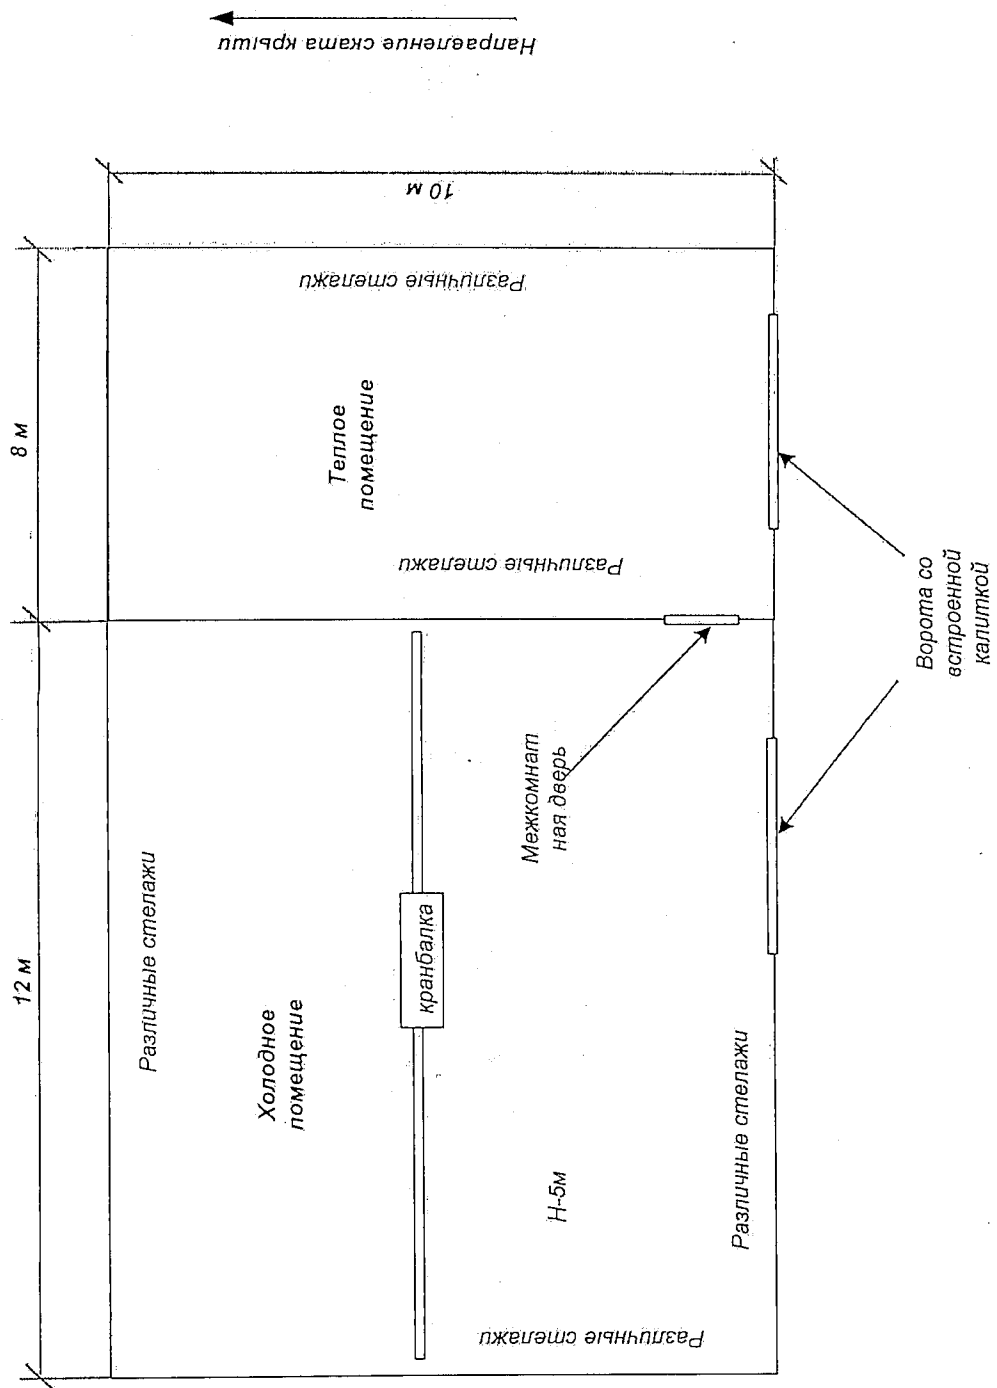 Направление ската крыши
10 м
8 м
12 м
Различные стелажи
Теплое
помещение
Различные стелажи
Различные стелажи
Холодное
помещение
кранбалка
Межкомнат
ная дверь
Н-5м
Различные стелажи
Различные стелажи
Ворота со
встроенной
калиткой